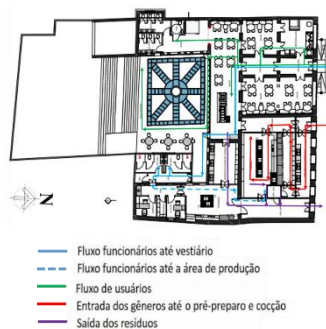 N
Fluxo funcionários até vestiário
Fluxo funcionários até a área de produção
Fluxo de usuários
Entrada dos gêneros até o pré-preparo e cocção
Saída dos resíduos